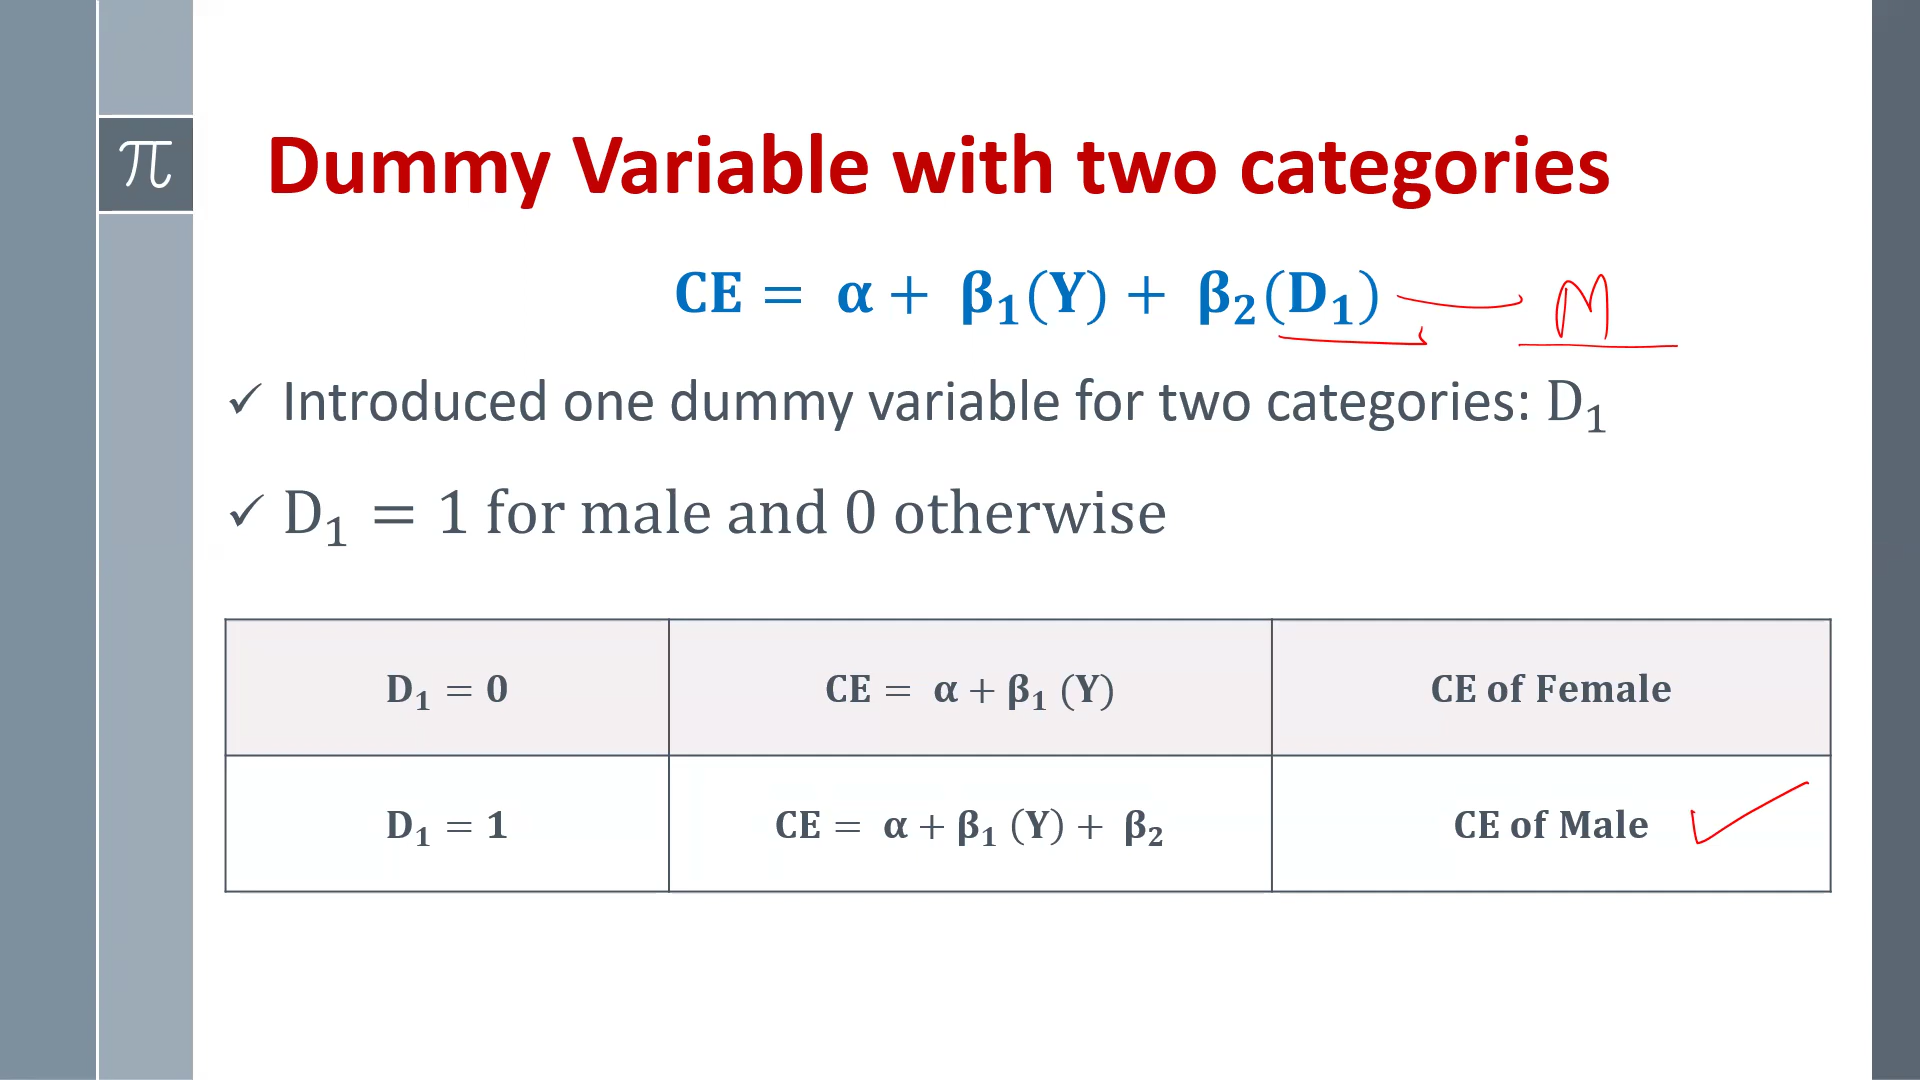 π
Dummy Variable with two categories
CE = α + β₁(Y) + β₂(D₁) M
✓ Introduced one dummy variable for two categories: D₁
✓ D₁ = 1 for male and 0 otherwise
D₁ = 0 CE = α + β₁ (Y) CE of Female
D₁ = 1 CE = α + β₁ (Y) + β₂ CE of Male ✓